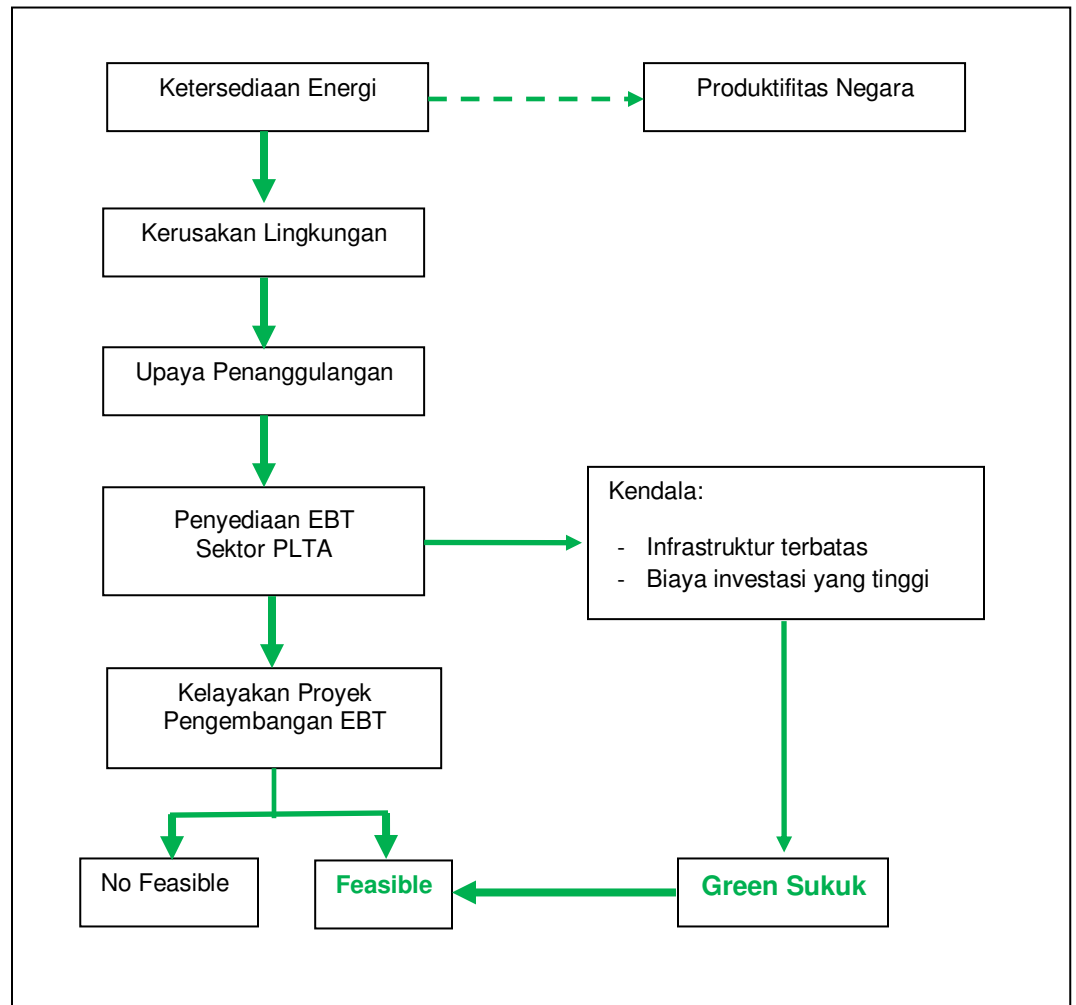 Ketersediaan Energi
Produktifitas Negara
Kerusakan Lingkungan
Upaya Penanggulangan
Penyediaan EBT
Sektor PLTA
Kendala:
- Infrastruktur terbatas
- Biaya investasi yang tinggi
Kelayakan Proyek
Pengembangan EBT
No Feasible
Feasible
Green Sukuk